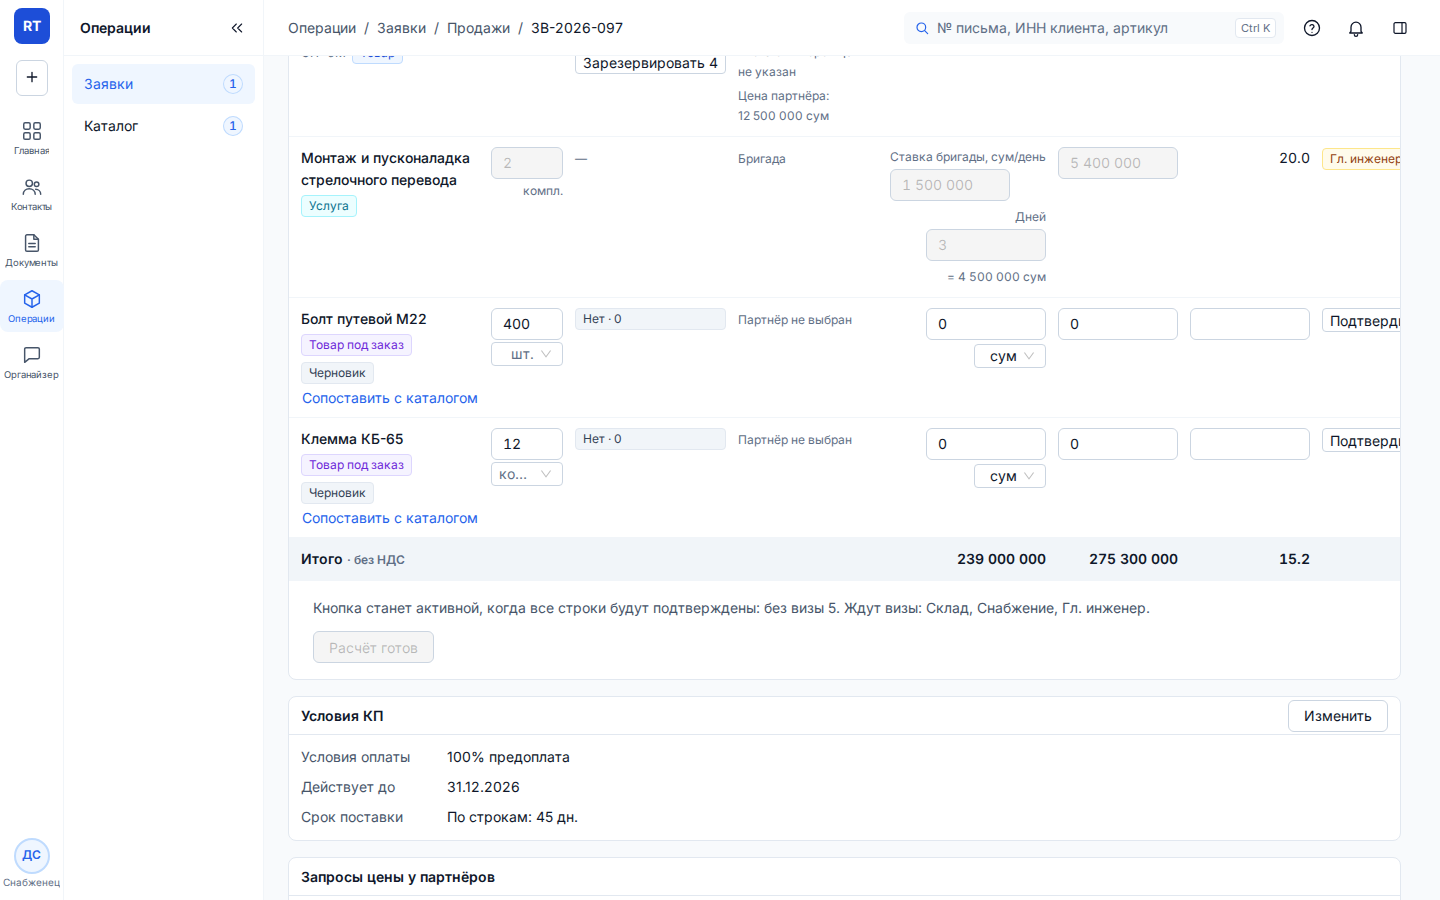 RT
Операции
Операции / Заявки / Продажи / ЗВ-2026-097
№ письма, ИНН клиента, артикул
Ctrl K
Главная
Контакты
Документы
Операции
Органайзер
ДС
Снабженец
Заявки 1
Каталог 1
Зарезервировать 4
не указан
Цена партнёра:
12 500 000 сум
Монтаж и пусконаладка
стрелочного перевода
Услуга
2
компл.
—
Бригада
Ставка бригады, сум/день
1 500 000
Дней
3
= 4 500 000 сум
5 400 000
20.0
Гл. инженер
Болт путевой М22
Товар под заказ
Черновик
Сопоставить с каталогом
400
шт.
Нет · 0
Партнёр не выбран
0
сум
0
Подтверд
Клемма КБ-65
Товар под заказ
Черновик
Сопоставить с каталогом
12
ко...
Нет · 0
Партнёр не выбран
0
сум
0
Подтверд
Итого · без НДС 239 000 000 275 300 000 15.2
Кнопка станет активной, когда все строки будут подтверждены: без визы 5. Ждут визы: Склад, Снабжение, Гл. инженер.
Расчёт готов
Условия КП
Изменить
Условия оплаты 100% предоплата
Действует до 31.12.2026
Срок поставки По строкам: 45 дн.
Запросы цены у партнёров